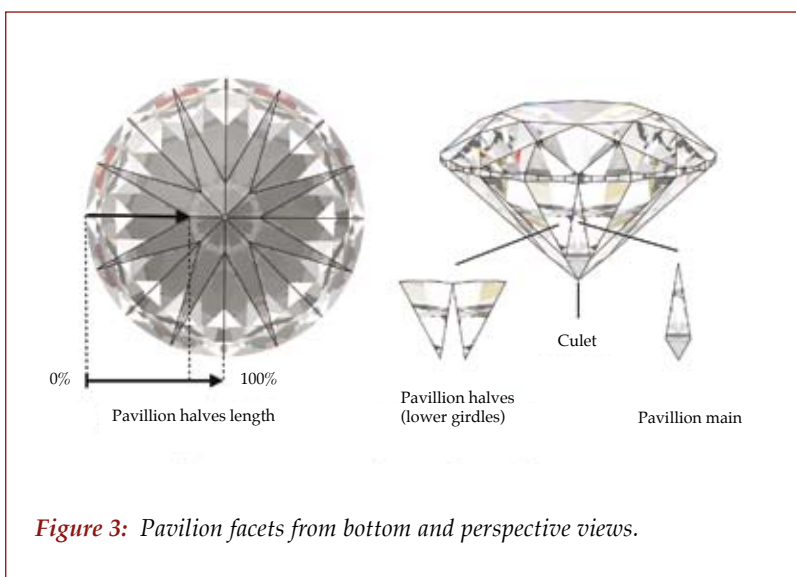 0%
100%
Pavillion halves length
Culet
Pavillion halves
(lower girdles)
Pavillion main
Figure 3: Pavilion facets from bottom and perspective views.